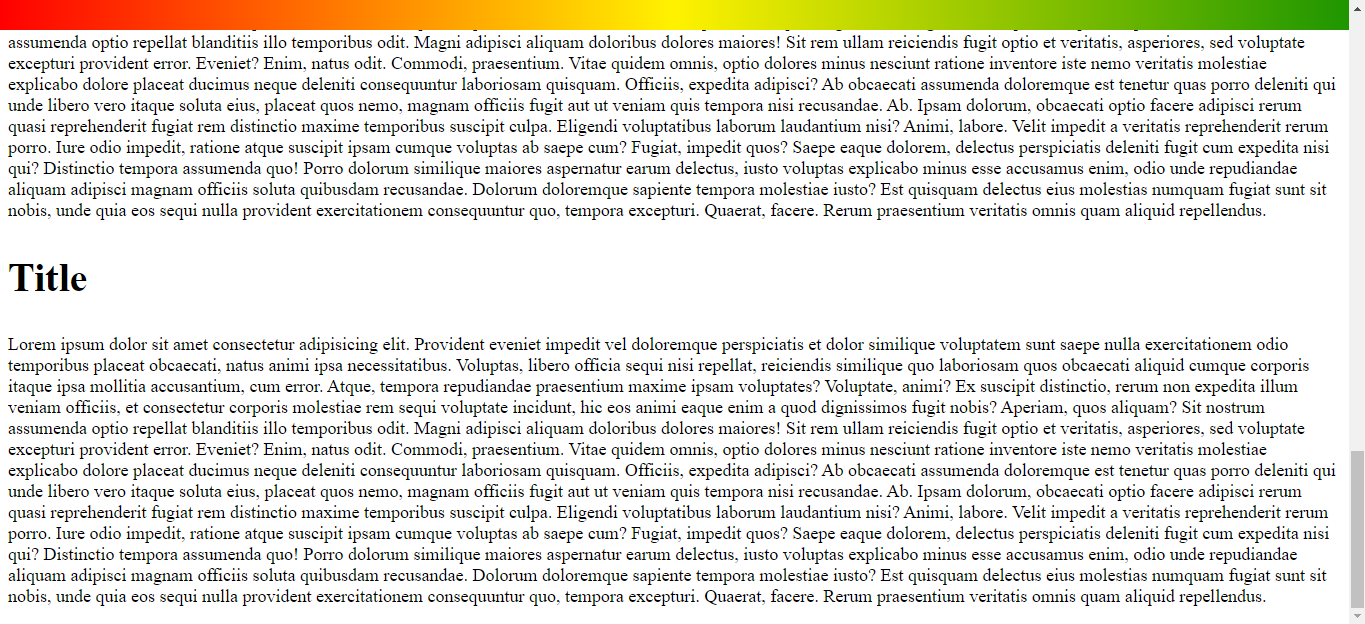 assumenda optio repellat blanditiis illo temporibus odit. Magni adipisci aliquam doloribus dolores maiores! Sit rem ullam reiciendis fugit optio et veritatis, asperiores, sed voluptate
excepturi provident error. Eveniet? Enim, natus odit. Commodi, praesentium. Vitae quidem omnis, optio dolores minus nesciunt ratione inventore iste nemo veritatis molestiae
explicabo dolore placeat ducimus neque deleniti consequuntur laboriosam quisquam. Officiis, expedita adipisci? Ab obcaecati assumenda doloremque est tenetur quas porro deleniti qui
unde libero vero itaque soluta eius, placeat quos nemo, magnam officiis fugit aut ut veniam quis tempora nisi recusandae. Ab. Ipsam dolorum, obcaecati optio facere adipisci rerum
quasi reprehenderit fugiat rem distinctio maxime temporibus suscipit culpa. Eligendi voluptatibus laborum laudantium nisi? Animi, labore. Velit impedit a veritatis reprehenderit rerum
porro. Iure odio impedit, ratione atque suscipit ipsam cumque voluptas ab saepe cum? Fugiat, impedit quos? Saepe eaque dolorem, delectus perspiciatis deleniti fugit cum expedita nisi
qui? Distinctio tempora assumenda quo! Porro dolorum similique maiores aspernatur earum delectus, iusto voluptas explicabo minus esse accusamus enim, odio unde repudiandae
aliquam adipisci magnam officiis soluta quibusdam recusandae. Dolorum doloremque sapiente tempora molestiae iusto? Est quisquam delectus eius molestias numquam fugiat sunt sit
nobis, unde quia eos sequi nulla provident exercitationem consequuntur quo, tempora excepturi. Quaerat, facere. Rerum praesentium veritatis omnis quam aliquid repellendus.
Title
Lorem ipsum dolor sit amet consectetur adipisicing elit. Provident eveniet impedit vel doloremque perspiciatis et dolor similique voluptatem sunt saepe nulla exercitationem odio
temporibus placeat obcaecati, natus animi ipsa necessitatibus. Voluptas, libero officia sequi nisi repellat, reiciendis similique quo laboriosam quos obcaecati aliquid cumque corporis
itaque ipsa mollitia accusantium, cum error. Atque, tempora repudiandae praesentium maxime ipsam voluptates? Voluptate, animi? Ex suscipit distinctio, rerum non expedita illum
veniam officiis, et consectetur corporis molestiae rem sequi voluptate incidunt, hic eos animi eaque enim a quod dignissimos fugit nobis? Aperiam, quos aliquam? Sit nostrum
assumenda optio repellat blanditiis illo temporibus odit. Magni adipisci aliquam doloribus dolores maiores! Sit rem ullam reiciendis fugit optio et veritatis, asperiores, sed voluptate
excepturi provident error. Eveniet? Enim, natus odit. Commodi, praesentium. Vitae quidem omnis, optio dolores minus nesciunt ratione inventore iste nemo veritatis molestiae
explicabo dolore placeat ducimus neque deleniti consequuntur laboriosam quisquam. Officiis, expedita adipisci? Ab obcaecati assumenda doloremque est tenetur quas porro deleniti qui
unde libero vero itaque soluta eius, placeat quos nemo, magnam officiis fugit aut ut veniam quis tempora nisi recusandae. Ab. Ipsam dolorum, obcaecati optio facere adipisci rerum
quasi reprehenderit fugiat rem distinctio maxime temporibus suscipit culpa. Eligendi voluptatibus laborum laudantium nisi? Animi, labore. Velit impedit a veritatis reprehenderit rerum
porro. Iure odio impedit, ratione atque suscipit ipsam cumque voluptas ab saepe cum? Fugiat, impedit quos? Saepe eaque dolorem, delectus perspiciatis deleniti fugit cum expedita nisi
qui? Distinctio tempora assumenda quo! Porro dolorum similique maiores aspernatur earum delectus, iusto voluptas explicabo minus esse accusamus enim, odio unde repudiandae
aliquam adipisci magnam officiis soluta quibusdam recusandae. Dolorum doloremque sapiente tempora molestiae iusto? Est quisquam delectus eius molestias numquam fugiat sunt sit
nobis, unde quia eos sequi nulla provident exercitationem consequuntur quo, tempora excepturi. Quaerat, facere. Rerum praesentium veritatis omnis quam aliquid repellendus.